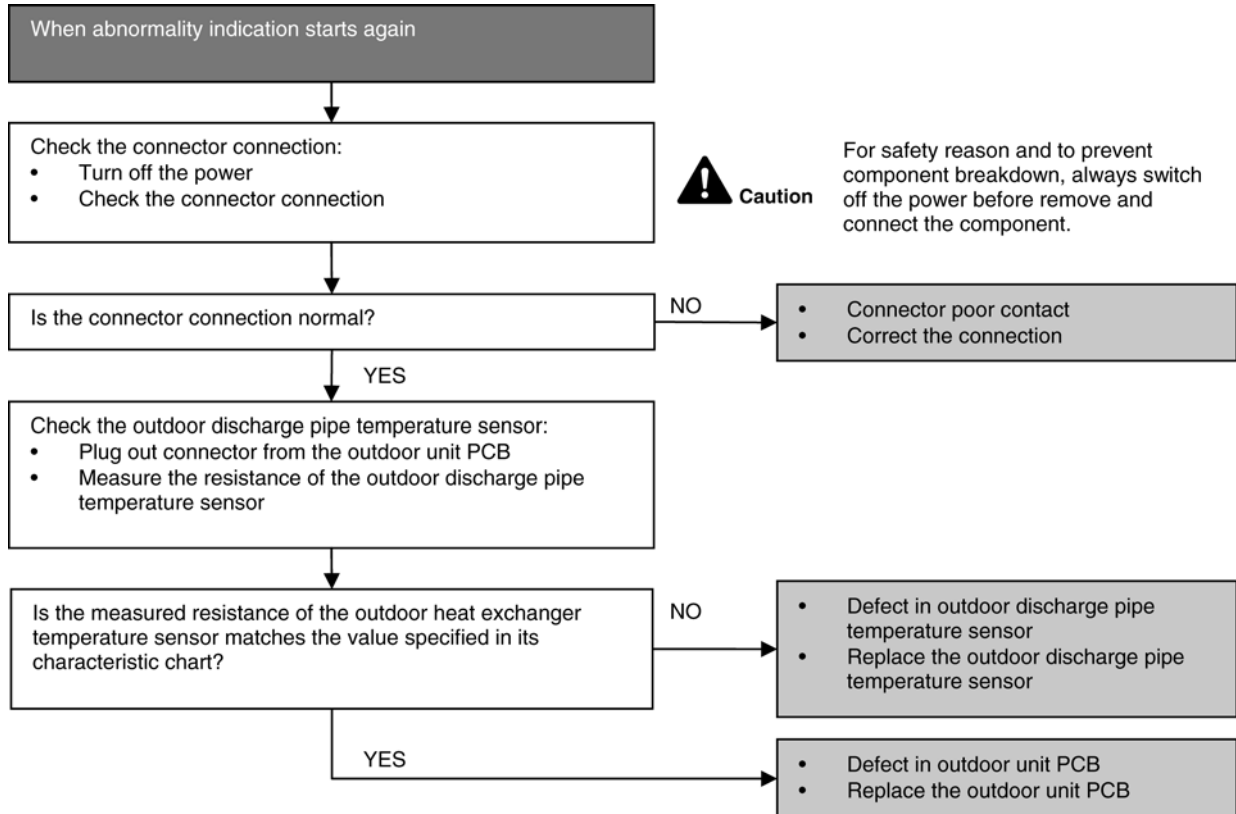 When abnormality indication starts again
Check the connector connection:
• Turn off the power
• Check the connector connection
Caution
For safety reason and to prevent
component breakdown, always switch
off the power before remove and
connect the component.
Is the connector connection normal?
NO
• Connector poor contact
• Correct the connection
YES
Check the outdoor discharge pipe temperature sensor:
• Plug out connector from the outdoor unit PCB
• Measure the resistance of the outdoor discharge pipe
temperature sensor
Is the measured resistance of the outdoor heat exchanger
temperature sensor matches the value specified in its
characteristic chart?
NO
• Defect in outdoor discharge pipe
temperature sensor
• Replace the outdoor discharge pipe
temperature sensor
YES
• Defect in outdoor unit PCB
• Replace the outdoor unit PCB